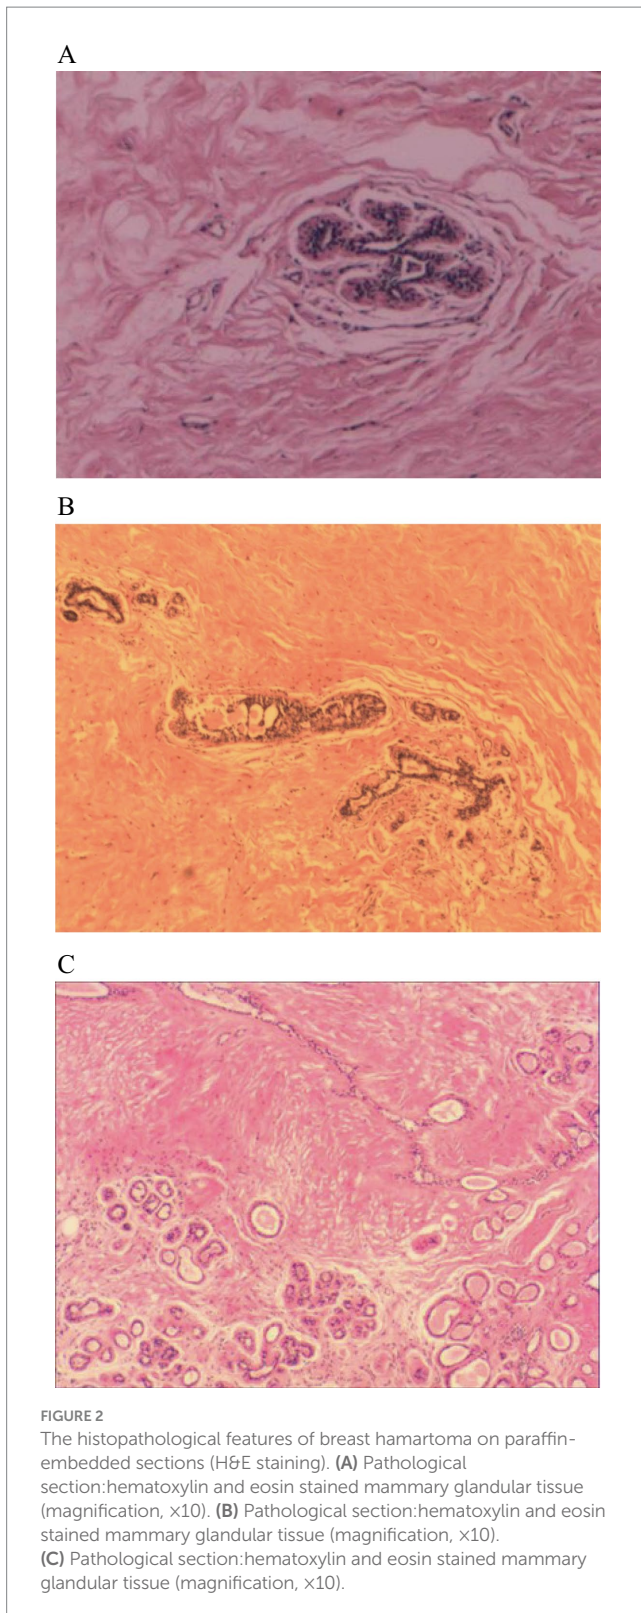 A
B
C
FIGURE 2
The histopathological features of breast hamartoma on paraffin-
embedded sections (H&E staining). (A) Pathological
section:hematoxylin and eosin stained mammary glandular tissue
(magnification, ×10). (B) Pathological section:hematoxylin and eosin
stained mammary glandular tissue (magnification, ×10).
(C) Pathological section:hematoxylin and eosin stained mammary
glandular tissue (magnification, ×10).